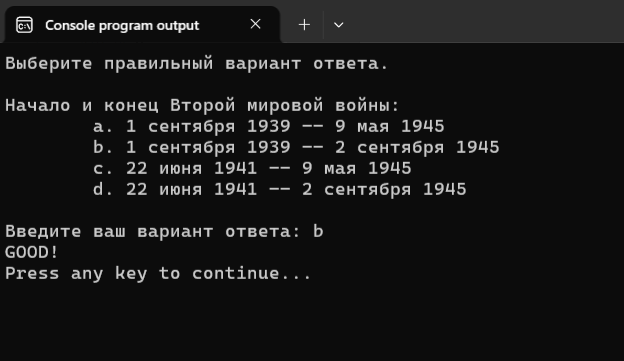 Console program output
Выберите правильный вариант ответа.
Начало и конец Второй мировой войны:
a. 1 сентября 1939 -- 9 мая 1945
b. 1 сентября 1939 -- 2 сентября 1945
c. 22 июня 1941 -- 9 мая 1945
d. 22 июня 1941 -- 2 сентября 1945
Введите ваш вариант ответа: b
GOOD!
Press any key to continue...